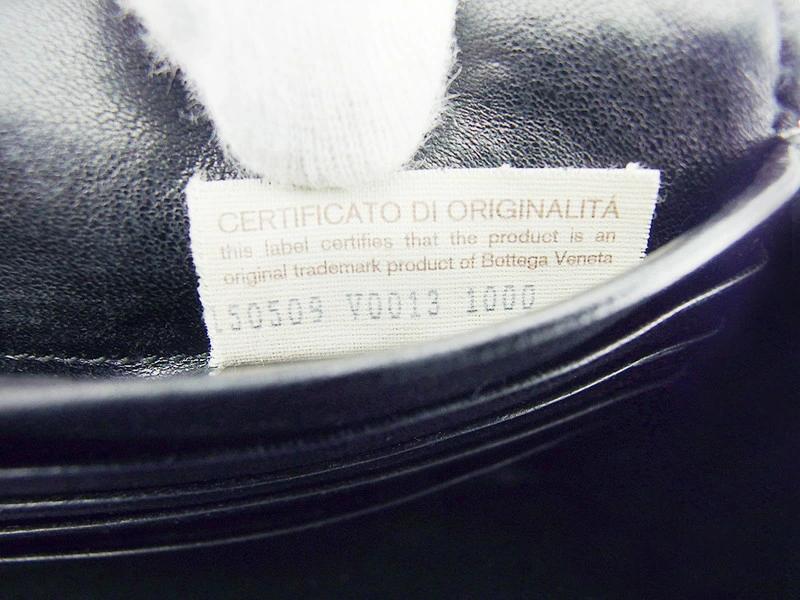 CERTIFICATO DI ORIGINALITÁ
this label certifies that the product is an
original trademark product of Bottega Veneta
150509 V0013 1000